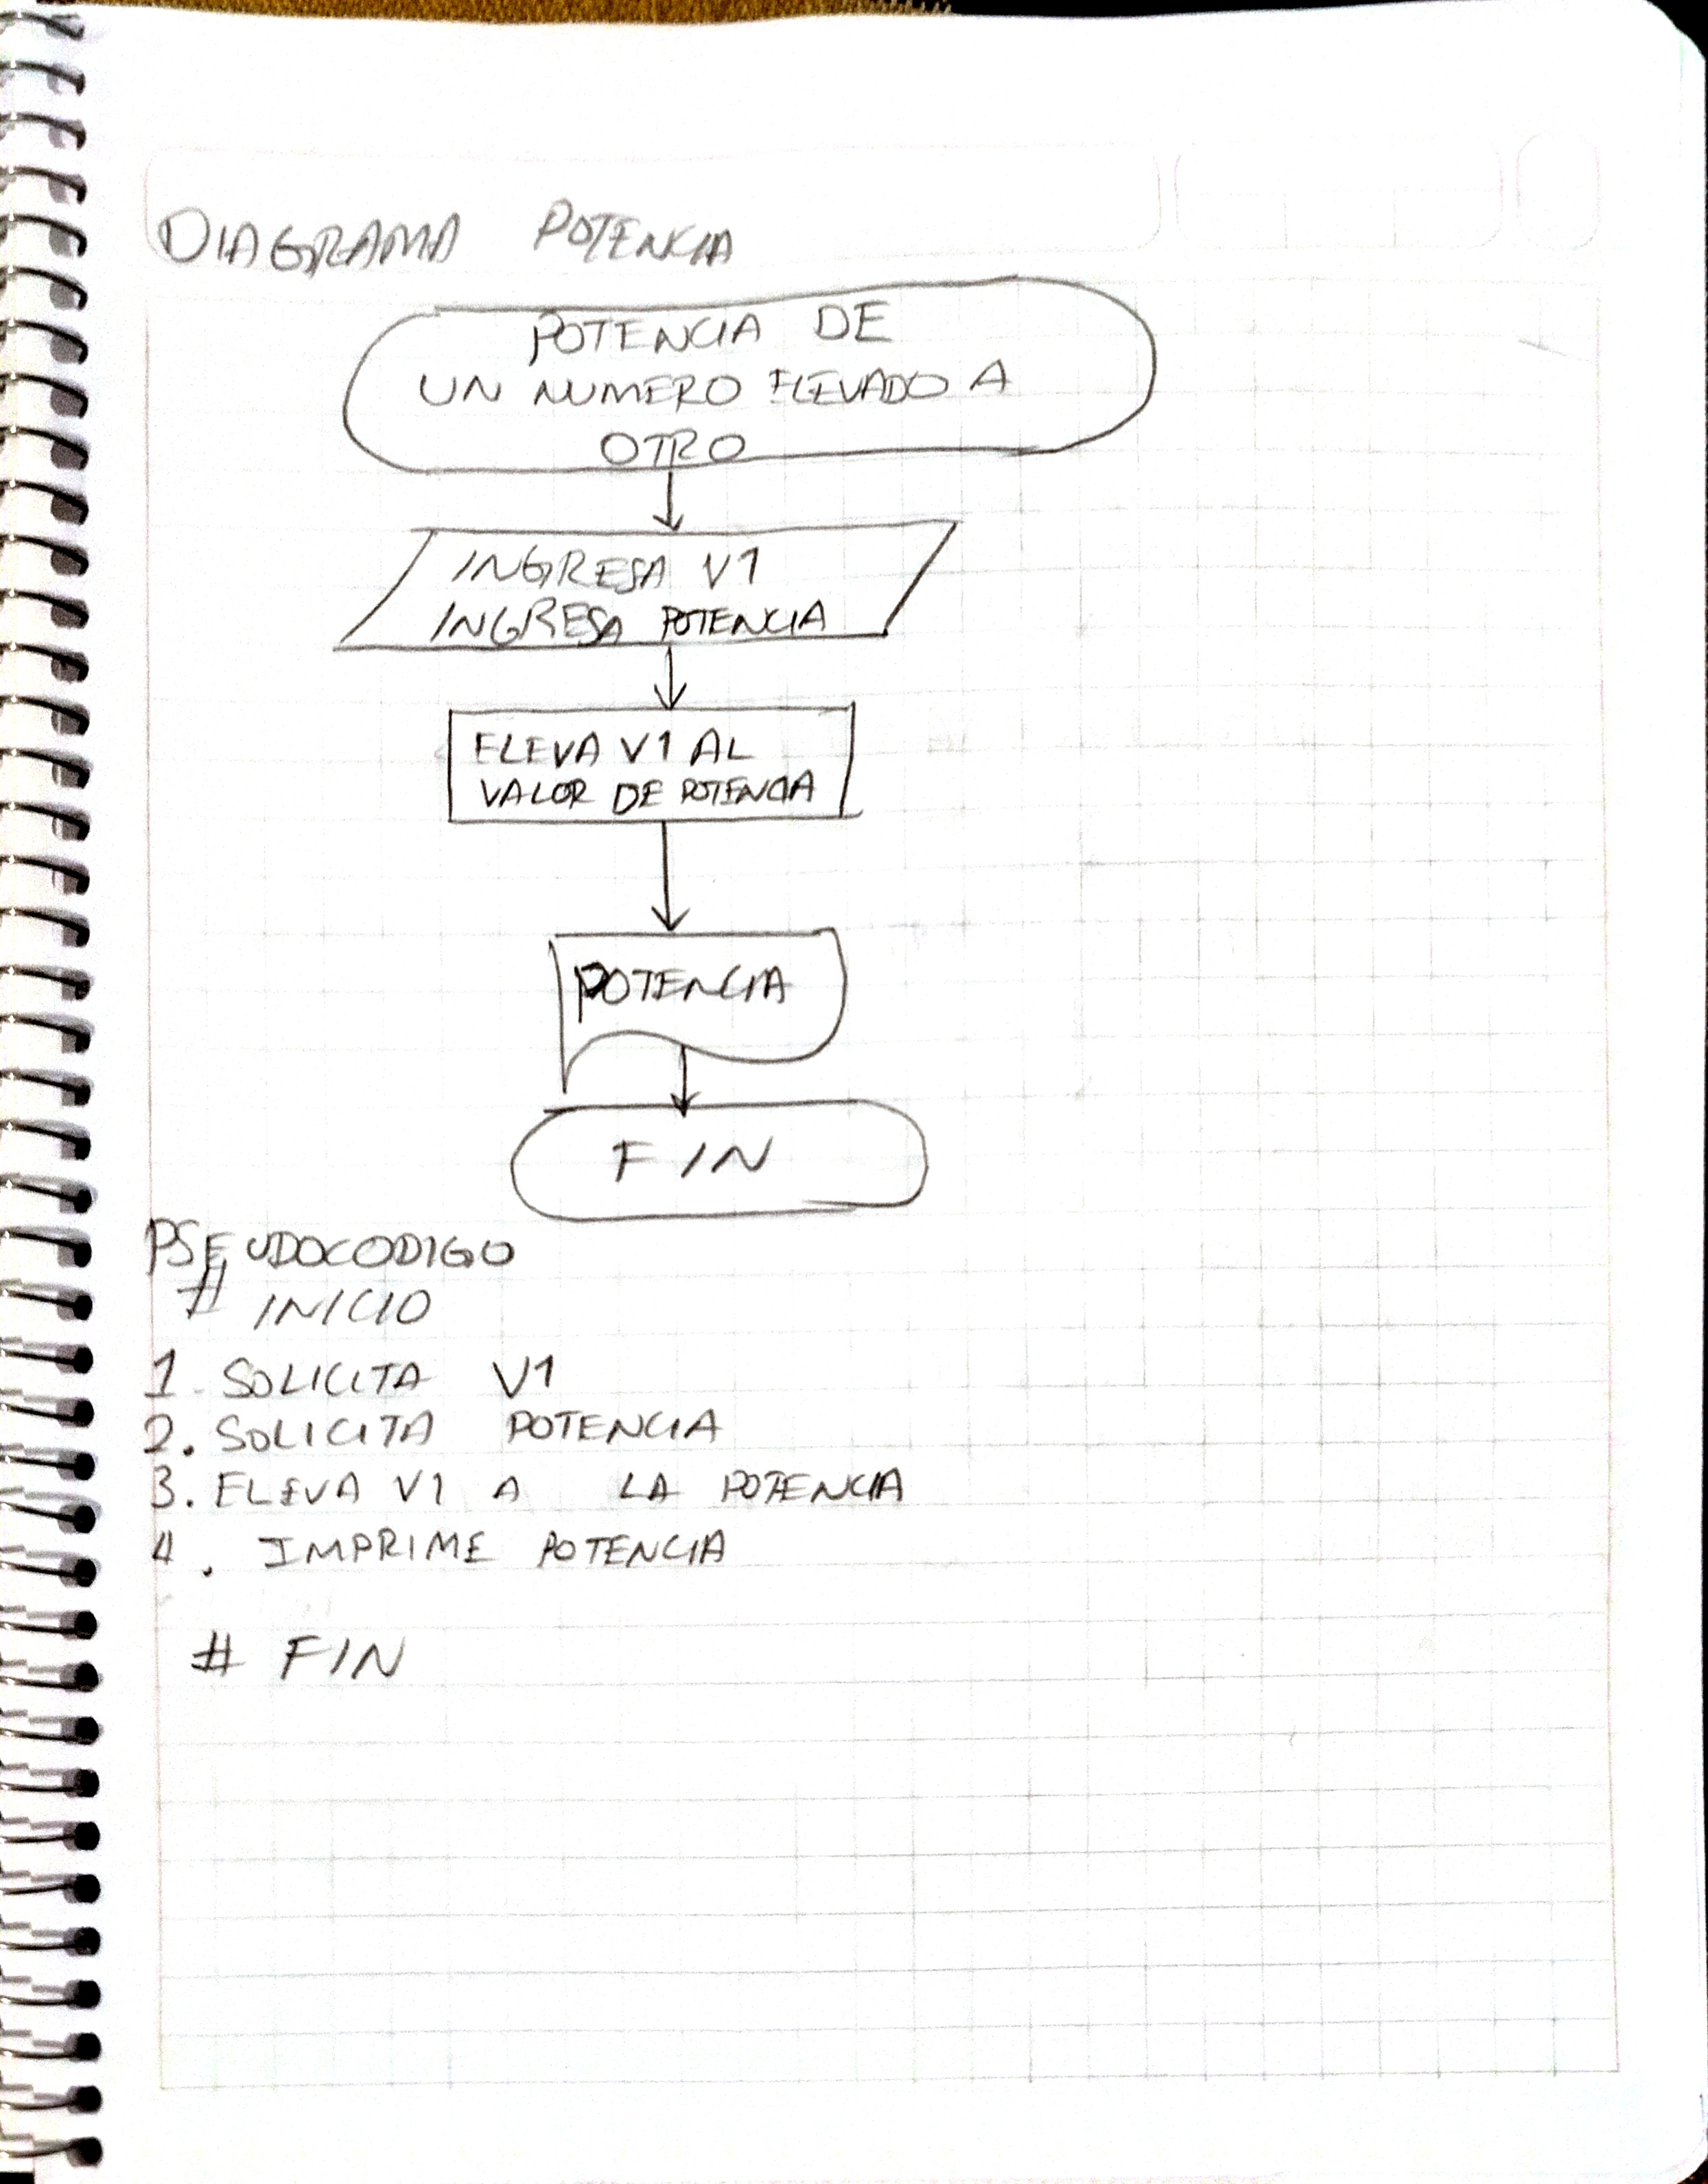 DIAGRAMA POTENCIA
POTENCIA DE
UN NUMERO ELEVADO A
OTRO
INGRESA V1
INGRESA POTENCIA
ELEVA V1 AL
VALOR DE POTENCIA
POTENCIA
FIN
PSEUDOCODIGO
# INICIO
1. SOLICITA V1
2. SOLICITA POTENCIA
3. ELEVA V1 A LA POTENCIA
4. IMPRIME POTENCIA
# FIN